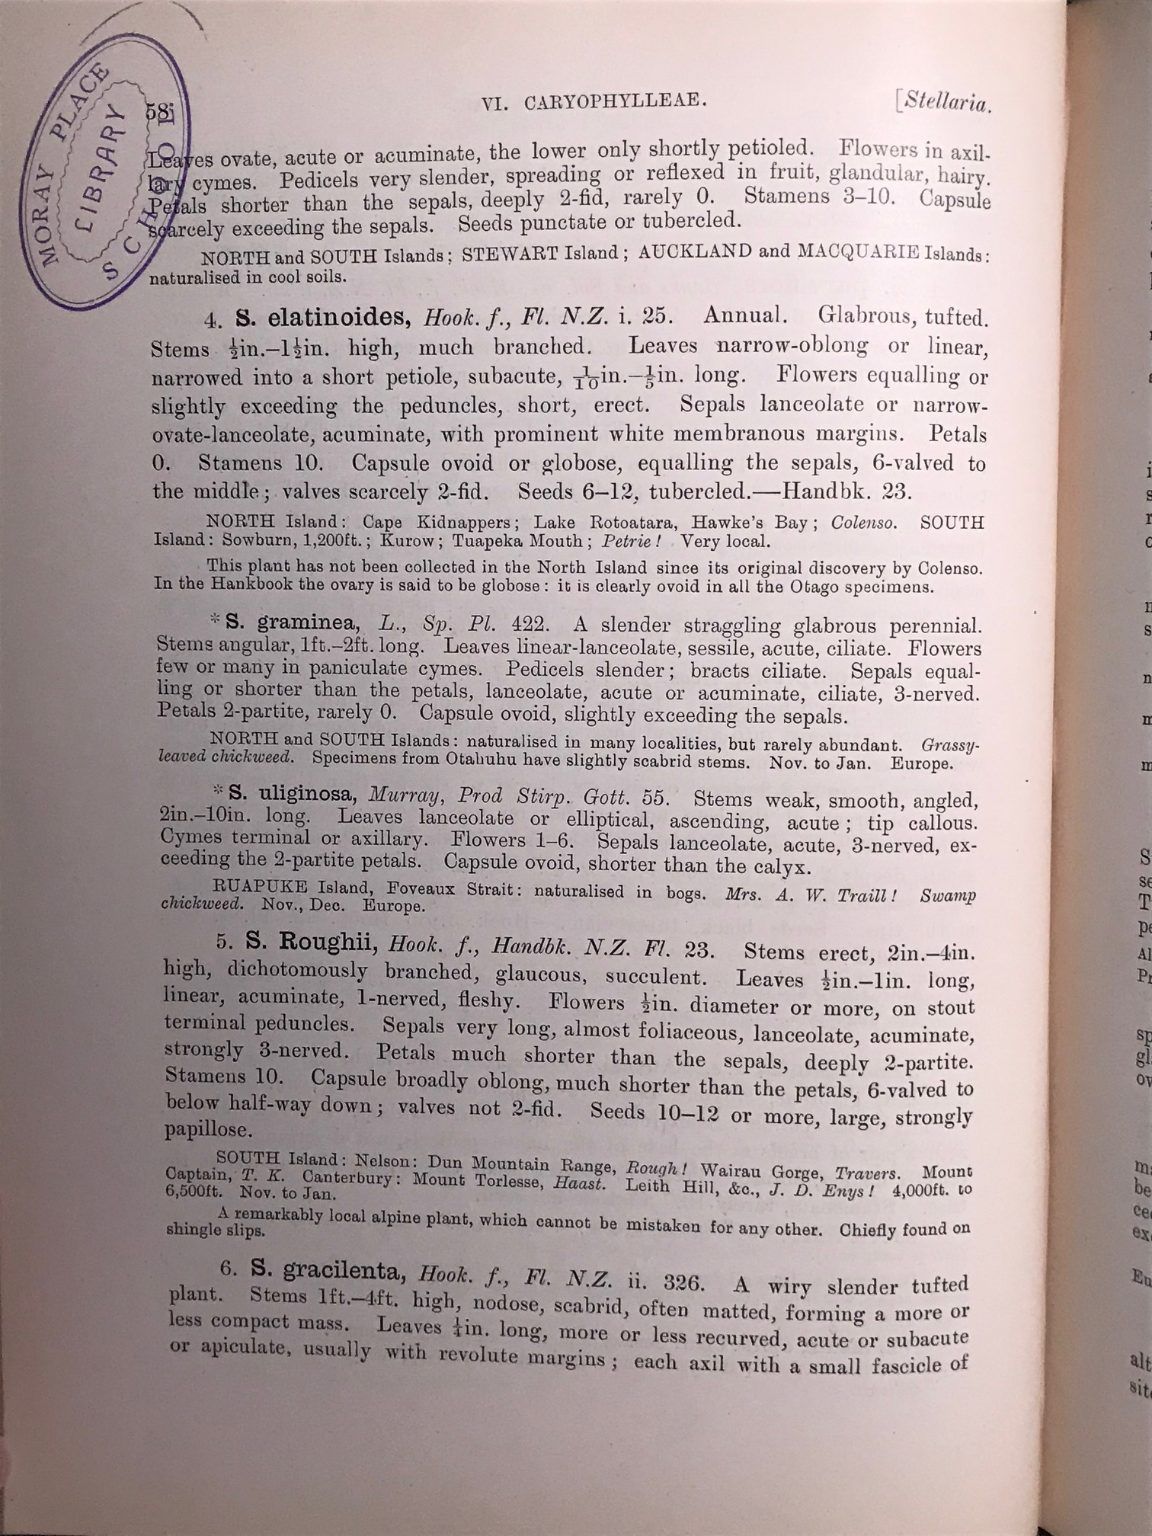 MORAY PLACE
LIBRARY
SCHOOL
58 VI. CARYOPHYLLEAE. [Stellaria.
Leaves ovate, acute or acuminate, the lower only shortly petioled. Flowers in axil-
lary cymes. Pedicels very slender, spreading or reflexed in fruit, glandular, hairy.
Petals shorter than the sepals, deeply 2-fid, rarely 0. Stamens 3–10. Capsule
scarcely exceeding the sepals. Seeds punctate or tubercled.
NORTH and SOUTH Islands; STEWART Island; AUCKLAND and MACQUARIE Islands:
naturalised in cool soils.
4. S. elatinoides, Hook. f., Fl. N.Z. i. 25. Annual. Glabrous, tufted.
Stems ½in.–1½in. high, much branched. Leaves narrow-oblong or linear,
narrowed into a short petiole, subacute, 1/10in.–⅕in. long. Flowers equalling or
slightly exceeding the peduncles, short, erect. Sepals lanceolate or narrow-
ovate-lanceolate, acuminate, with prominent white membranous margins. Petals
0. Stamens 10. Capsule ovoid or globose, equalling the sepals, 6-valved to
the middle; valves scarcely 2-fid. Seeds 6–12, tubercled.—Handbk. 23.
NORTH Island: Cape Kidnappers; Lake Rotoatara, Hawke's Bay; Colenso. SOUTH
Island: Sowburn, 1,200ft.; Kurow; Tuapeka Mouth; Petrie! Very local.
This plant has not been collected in the North Island since its original discovery by Colenso.
In the Hankbook the ovary is said to be globose: it is clearly ovoid in all the Otago specimens.
*S. graminea, L., Sp. Pl. 422. A slender straggling glabrous perennial.
Stems angular, 1ft.–2ft. long. Leaves linear-lanceolate, sessile, acute, ciliate. Flowers
few or many in paniculate cymes. Pedicels slender; bracts ciliate. Sepals equal-
ling or shorter than the petals, lanceolate, acute or acuminate, ciliate, 3-nerved.
Petals 2-partite, rarely 0. Capsule ovoid, slightly exceeding the sepals.
NORTH and SOUTH Islands: naturalised in many localities, but rarely abundant. Grassy-
leaved chickweed. Specimens from Otahuhu have slightly scabrid stems. Nov. to Jan. Europe.
*S. uliginosa, Murray, Prod Stirp. Gott. 55. Stems weak, smooth, angled,
2in.–10in. long. Leaves lanceolate or elliptical, ascending, acute; tip callous.
Cymes terminal or axillary. Flowers 1–6. Sepals lanceolate, acute, 3-nerved, ex-
ceeding the 2-partite petals. Capsule ovoid, shorter than the calyx.
RUAPUKE Island, Foveaux Strait: naturalised in bogs. Mrs. A. W. Traill! Swamp
chickweed. Nov., Dec. Europe.
5. S. Roughii, Hook. f., Handbk. N.Z. Fl. 23. Stems erect, 2in.–4in.
high, dichotomously branched, glaucous, succulent. Leaves ½in.–1in. long,
linear, acuminate, 1-nerved, fleshy. Flowers ½in. diameter or more, on stout
terminal peduncles. Sepals very long, almost foliaceous, lanceolate, acuminate,
strongly 3-nerved. Petals much shorter than the sepals, deeply 2-partite.
Stamens 10. Capsule broadly oblong, much shorter than the petals, 6-valved to
below half-way down; valves not 2-fid. Seeds 10–12 or more, large, strongly
papillose.
SOUTH Island: Nelson: Dun Mountain Range, Rough! Wairau Gorge, Travers. Mount
Captain, T. K. Canterbury: Mount Torlesse, Haast. Leith Hill, &c., J. D. Enys! 4,000ft. to
6,500ft. Nov. to Jan.
A remarkably local alpine plant, which cannot be mistaken for any other. Chiefly found on
shingle slips.
6. S. gracilenta, Hook. f., Fl. N.Z. ii. 326. A wiry slender tufted
plant. Stems 1ft.–4ft. high, nodose, scabrid, often matted, forming a more or
less compact mass. Leaves ¼in. long, more or less recurved, acute or subacute
or apiculate, usually with revolute margins; each axil with a small fascicle of